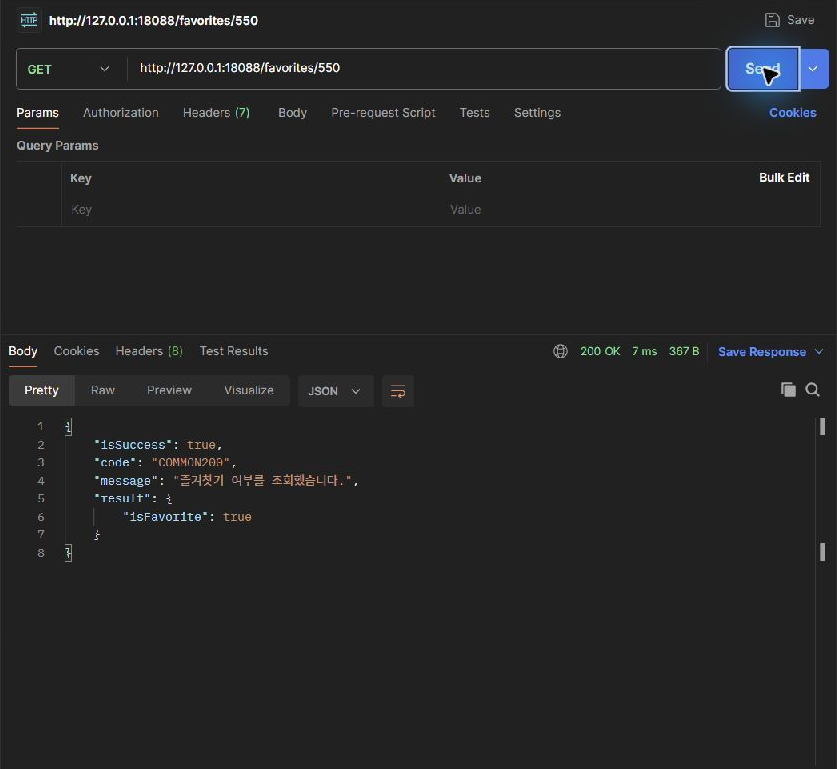 HTTP http://127.0.0.1:18088/favorites/550 Save
GET http://127.0.0.1:18088/favorites/550 Send
Params Authorization Headers (7) Body Pre-request Script Tests Settings Cookies
Query Params
Key Value Bulk Edit
Key Value
Body Cookies Headers (8) Test Results 200 OK 7 ms 367 B Save Response
Pretty Raw Preview Visualize JSON
1 {
2 "isSuccess": true,
3 "code": "COMMON200",
4 "message": "즐겨찾기 여부를 조회했습니다.",
5 "result": {
6 "isFavorite": true
7 }
8 }